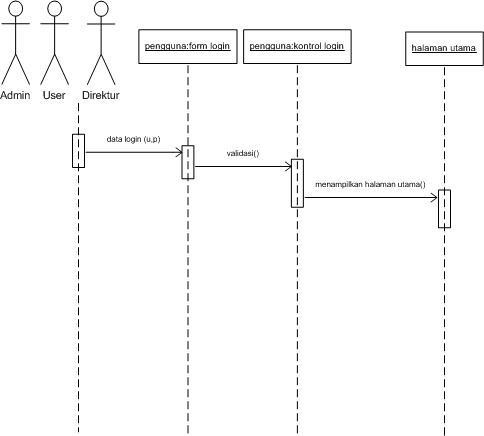 pengguna:form login
pengguna:kontrol login
halaman utama
Admin
User
Direktur
data login (u,p)
validasi()
menampilkan halaman utama()